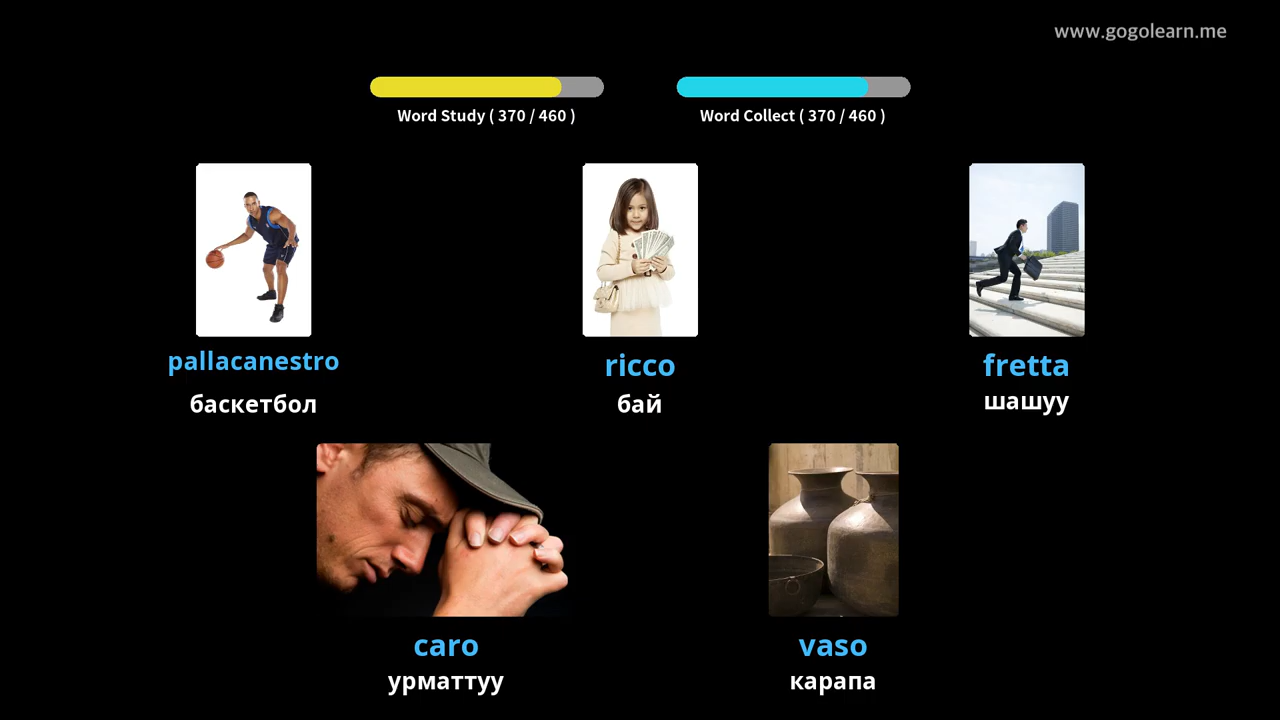 www.gogolearn.me
Word Study ( 370 / 460 )
Word Collect ( 370 / 460 )
pallacanestro
баскетбол
ricco
бай
fretta
шашуу
caro
урматтуу
vaso
карапа